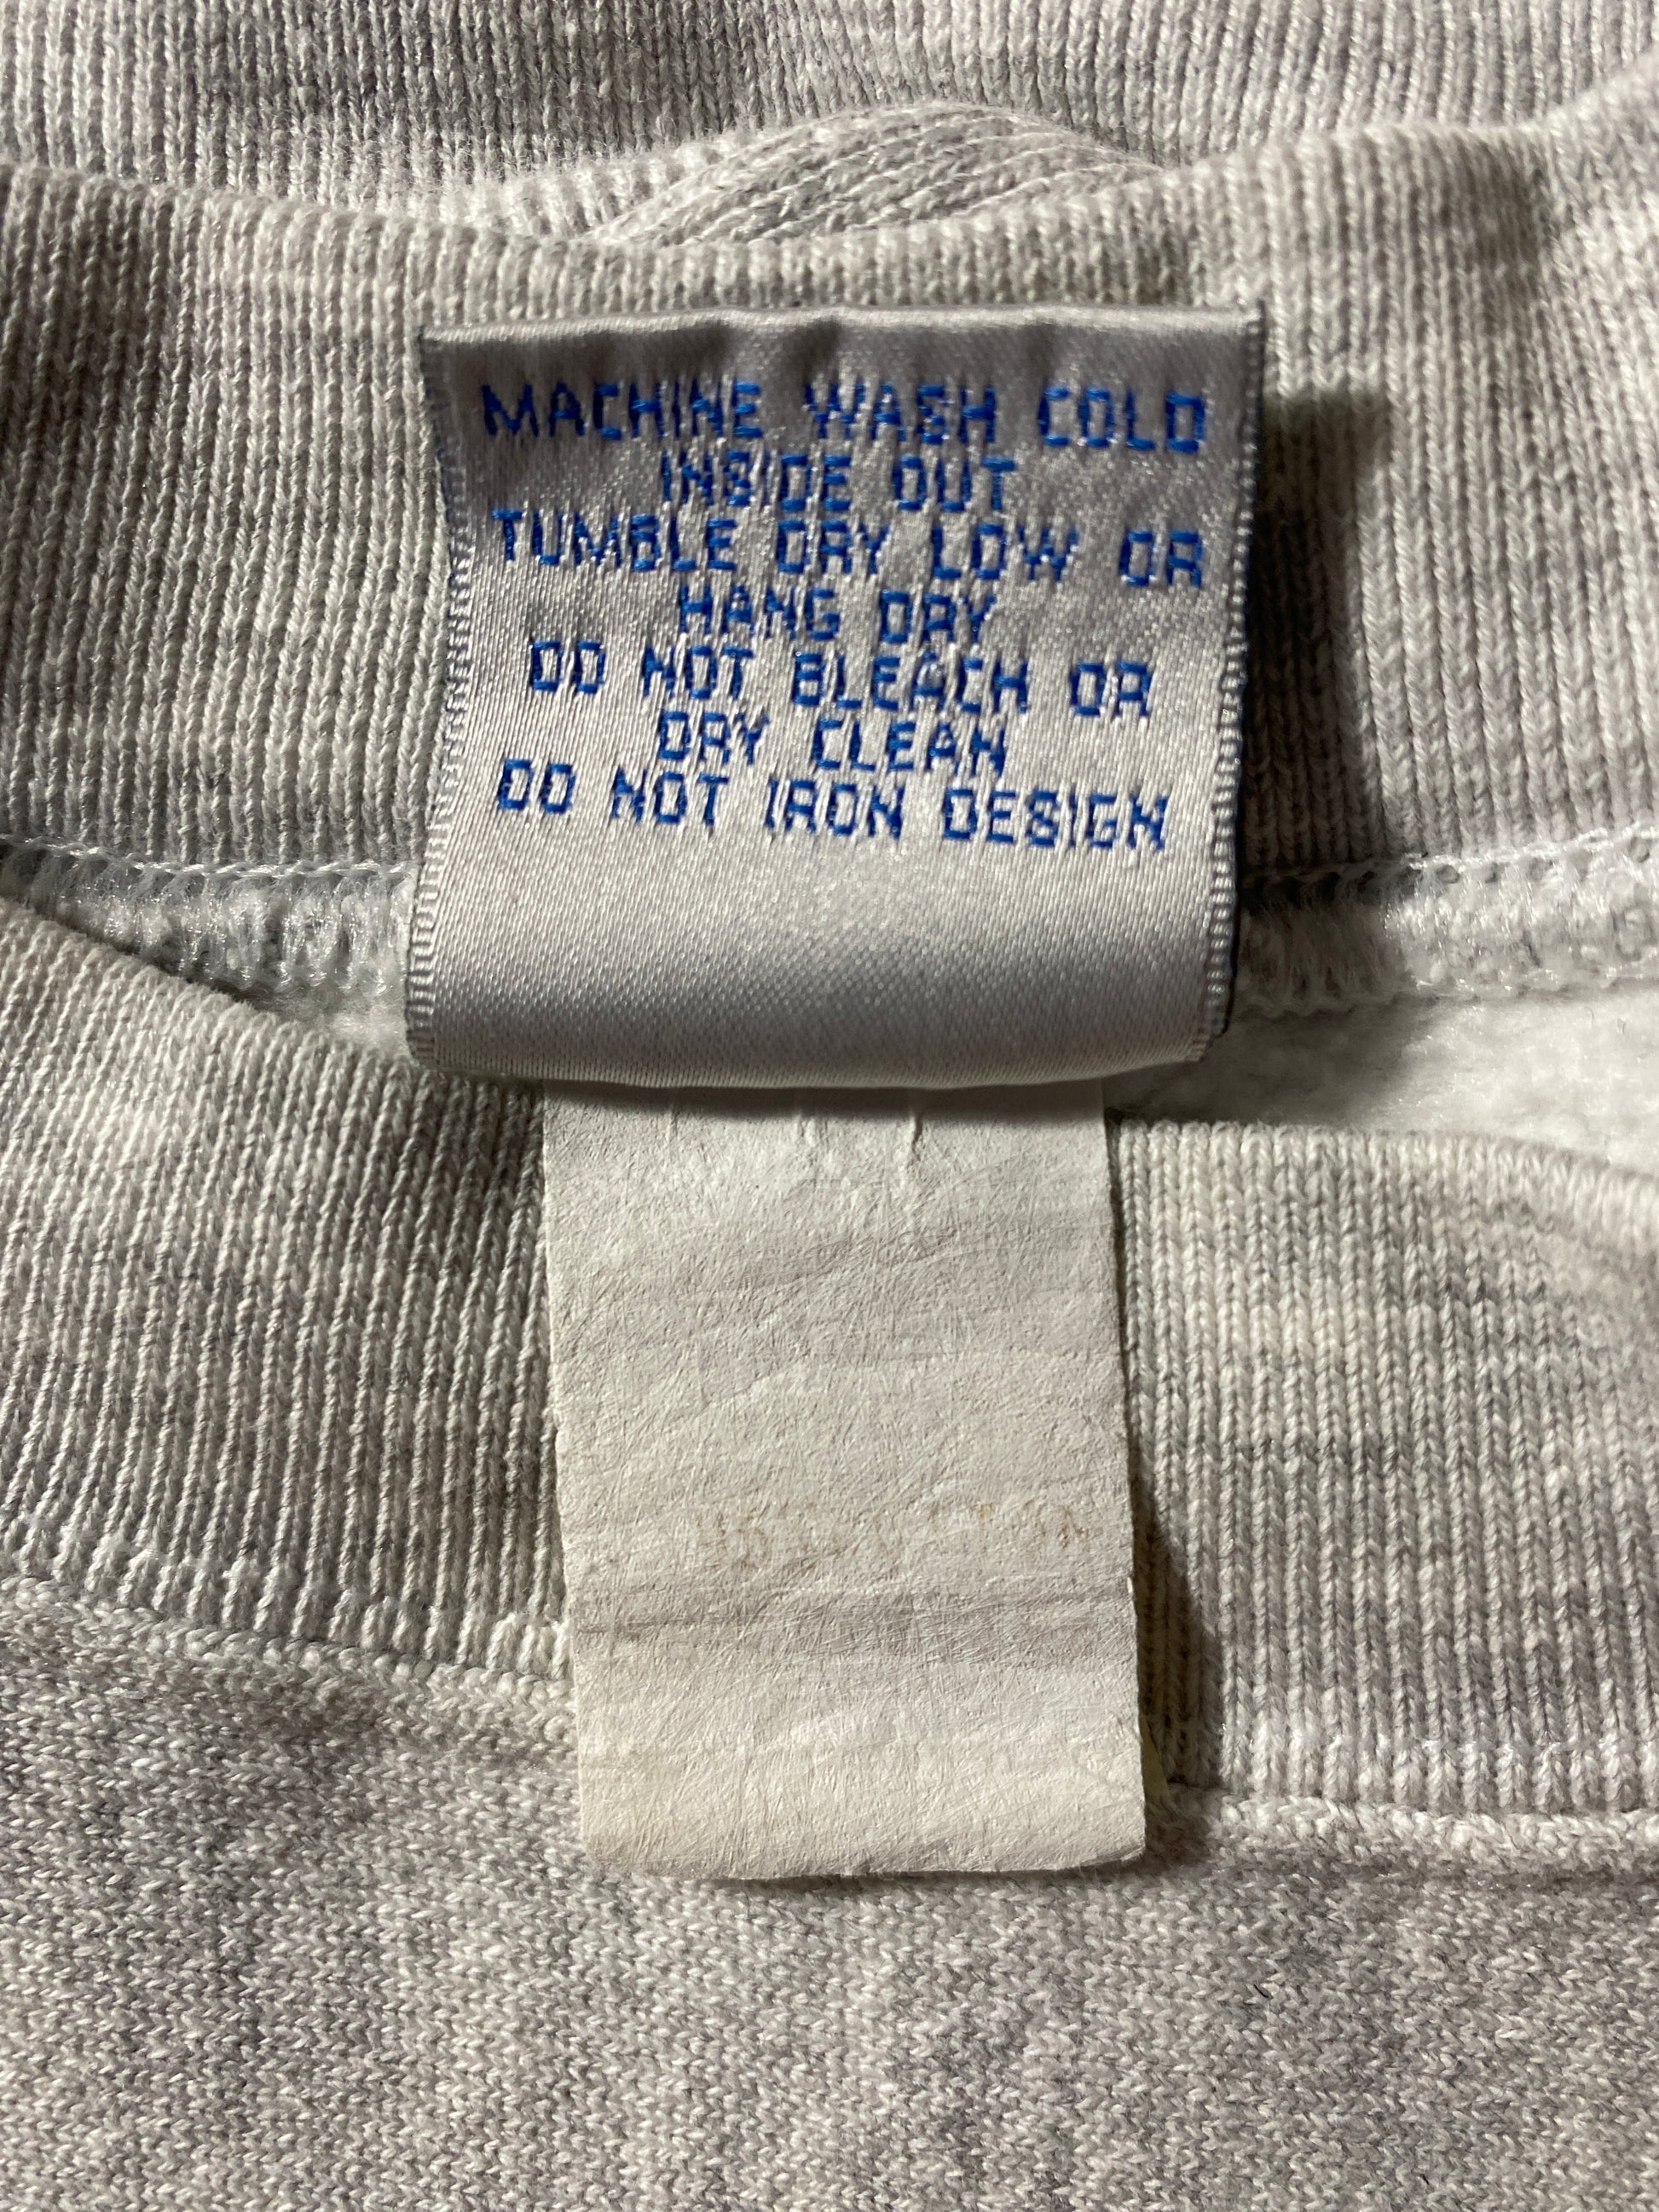 MACHINE WASH COLD
INSIDE OUT
TUMBLE DRY LOW OR
HANG DRY
DO NOT BLEACH OR
DRY CLEAN
DO NOT IRON DESIGN